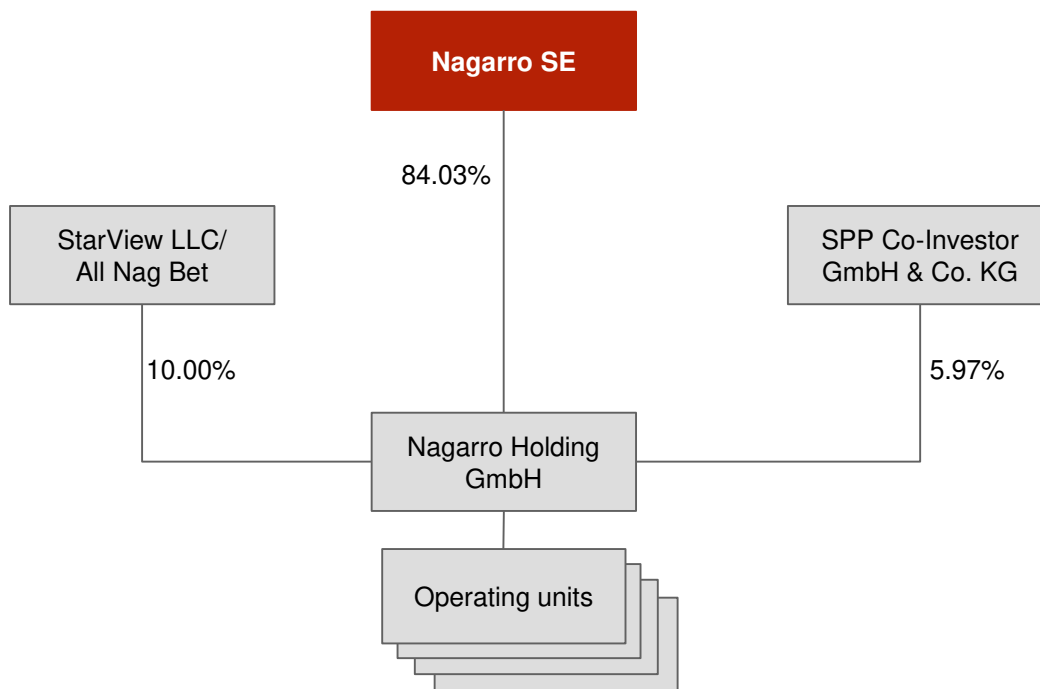 Nagarro SE
84.03%
StarView LLC/
All Nag Bet
SPP Co-Investor
GmbH & Co. KG
10.00%
5.97%
Nagarro Holding
GmbH
Operating units